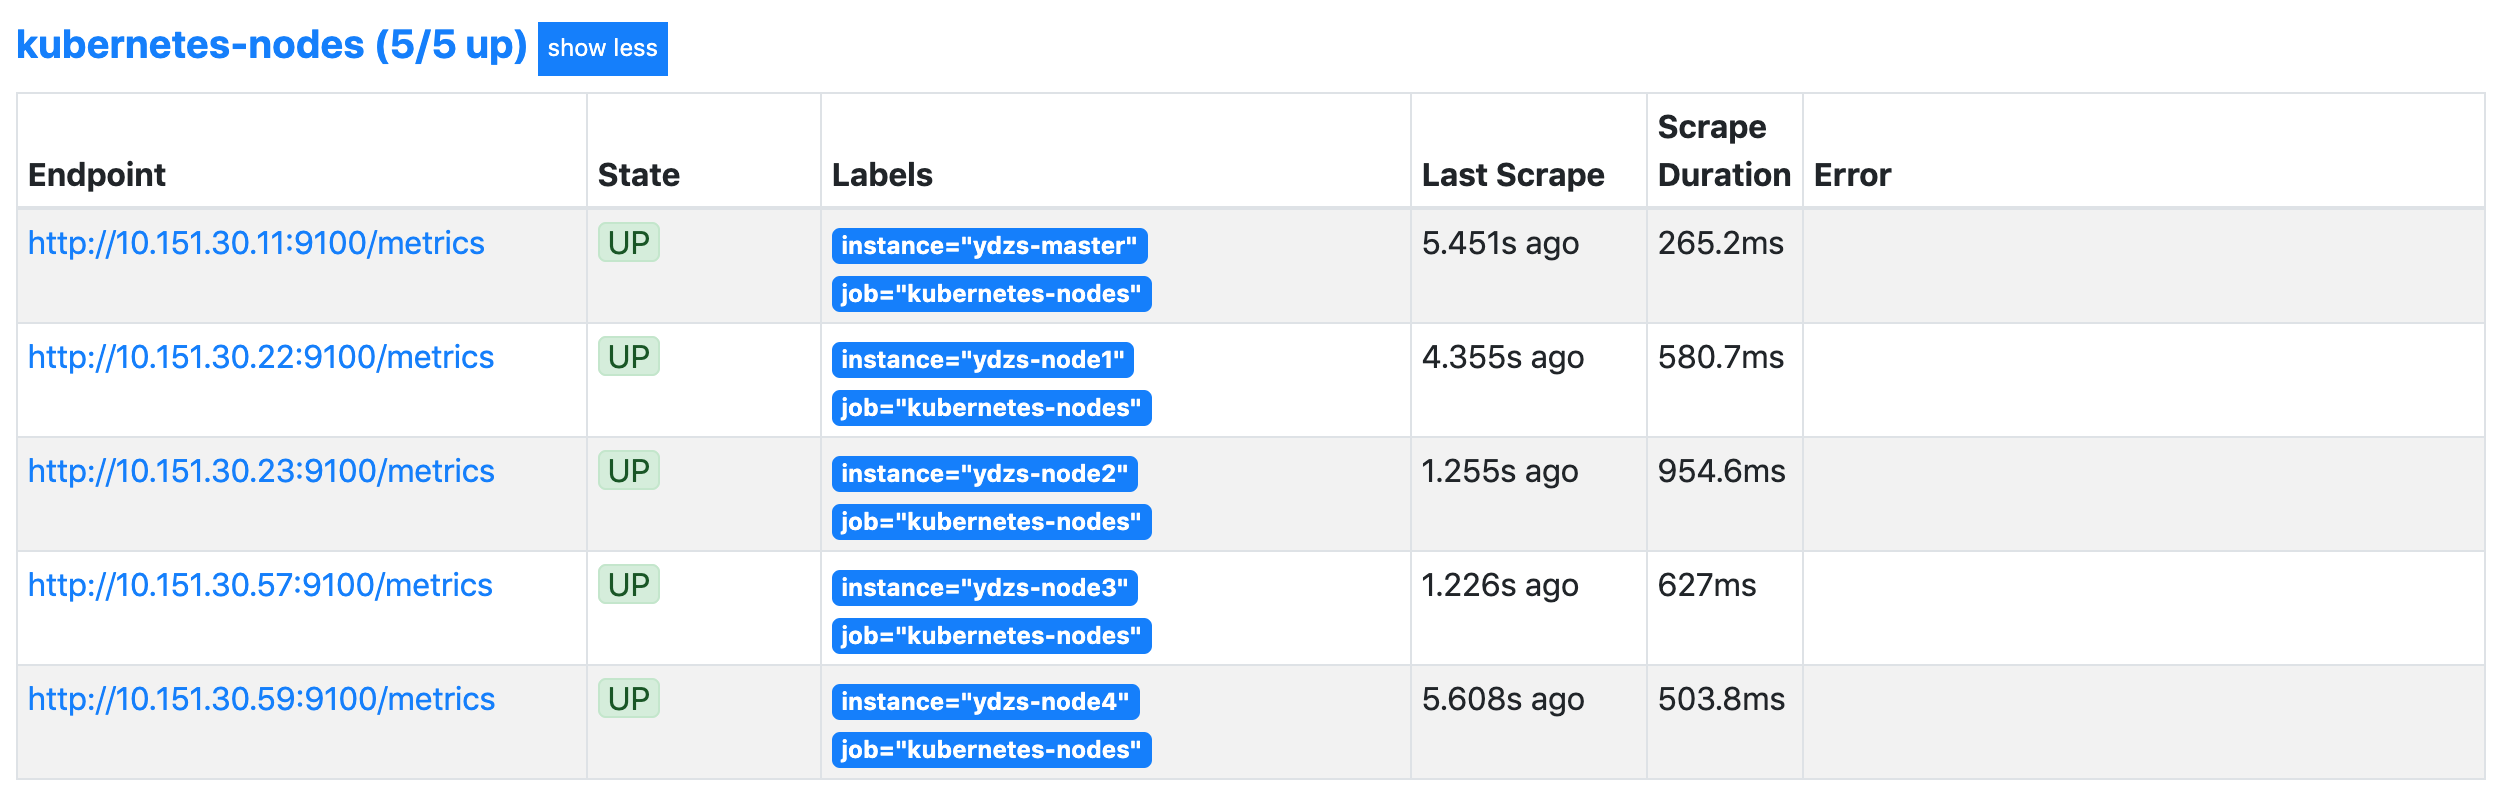 kubernetes-nodes (5/5 up) show less
Endpoint State Labels Last Scrape Scrape Duration Error
http://10.151.30.11:9100/metrics UP instance="ydzs-master" 5.451s ago 265.2ms
job="kubernetes-nodes"
http://10.151.30.22:9100/metrics UP instance="ydzs-node1" 4.355s ago 580.7ms
job="kubernetes-nodes"
http://10.151.30.23:9100/metrics UP instance="ydzs-node2" 1.255s ago 954.6ms
job="kubernetes-nodes"
http://10.151.30.57:9100/metrics UP instance="ydzs-node3" 1.226s ago 627ms
job="kubernetes-nodes"
http://10.151.30.59:9100/metrics UP instance="ydzs-node4" 5.608s ago 503.8ms
job="kubernetes-nodes"